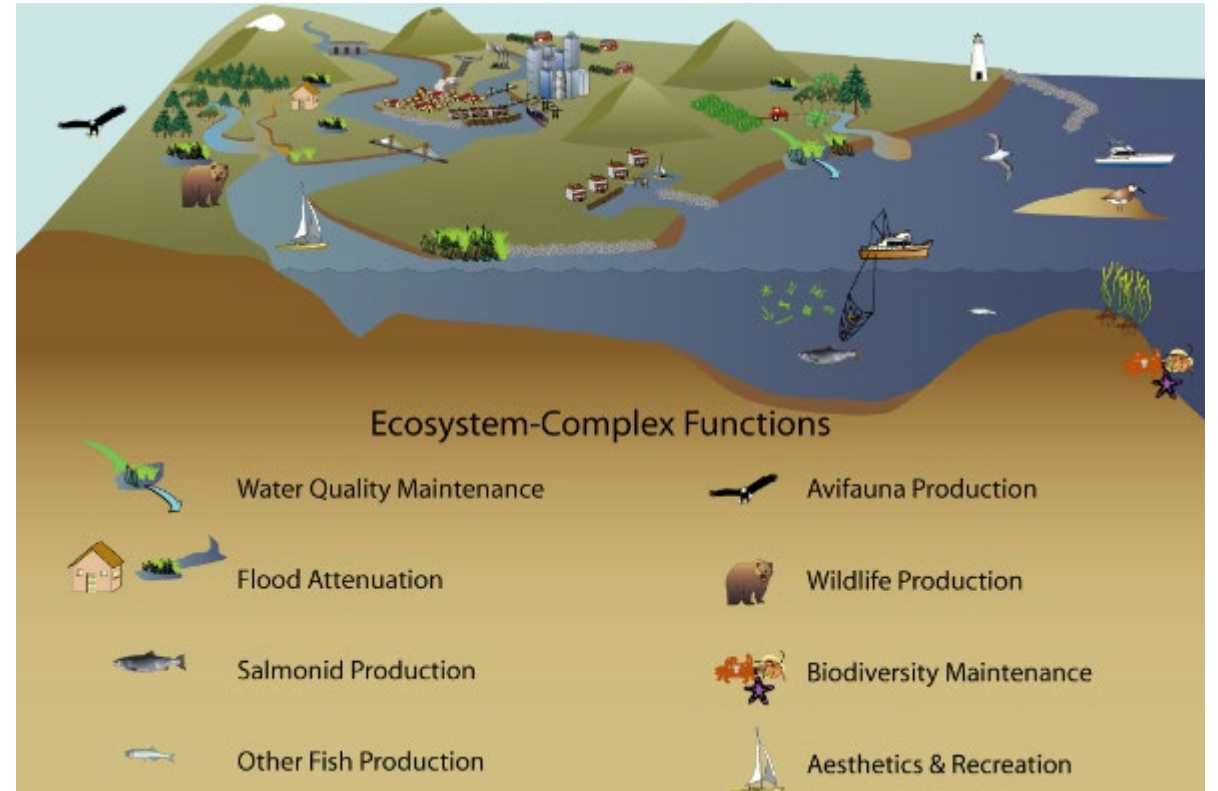 Ecosystem-Complex Functions
Water Quality Maintenance
Flood Attenuation
Salmonid Production
Other Fish Production
Avifauna Production
Wildlife Production
Biodiversity Maintenance
Aesthetics & Recreation